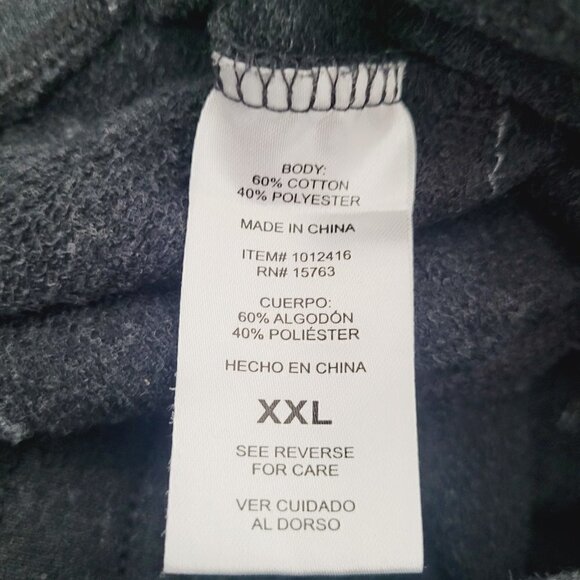 BODY:
60% COTTON
40% POLYESTER
MADE IN CHINA
ITEM# 1012416
RN# 15763
CUERPO:
60% ALGODÓN
40% POLIÉSTER
HECHO EN CHINA
XXL
SEE REVERSE
FOR CARE
VER CUIDADO
AL DORSO